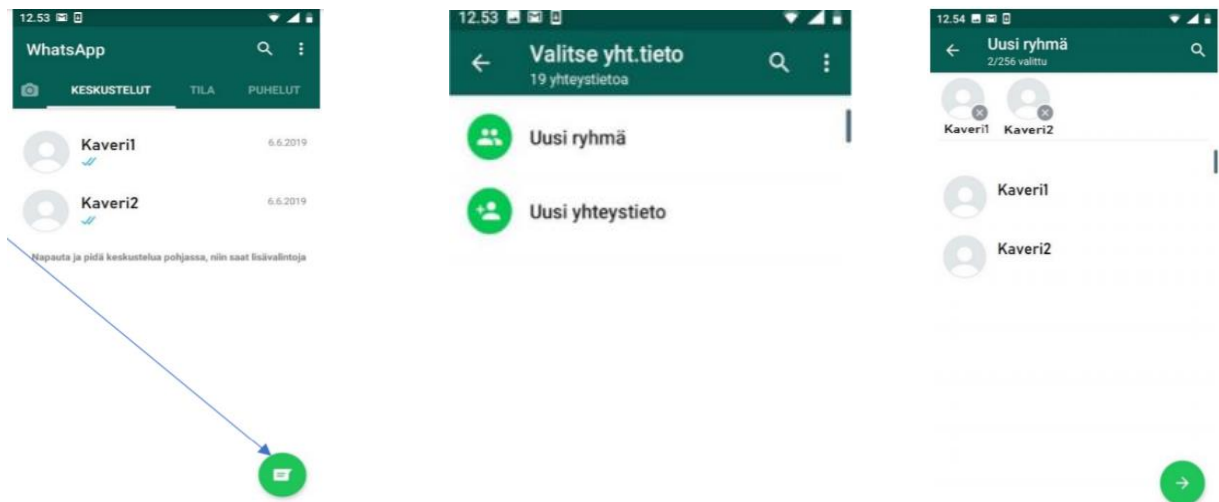 12.53
WhatsApp
KESKUSTELUT TILA PUHELUT
Kaveri1 6.6.2019
Kaveri2 6.6.2019
Napauta ja pidä keskustelua pohjassa, niin saat lisävalintoja
12.53
Valitse yht.tieto
19 yhteystietoa
Uusi ryhmä
Uusi yhteystieto
12.54
Uusi ryhmä
2/256 valittu
Kaveri1 Kaveri2
Kaveri1
Kaveri2